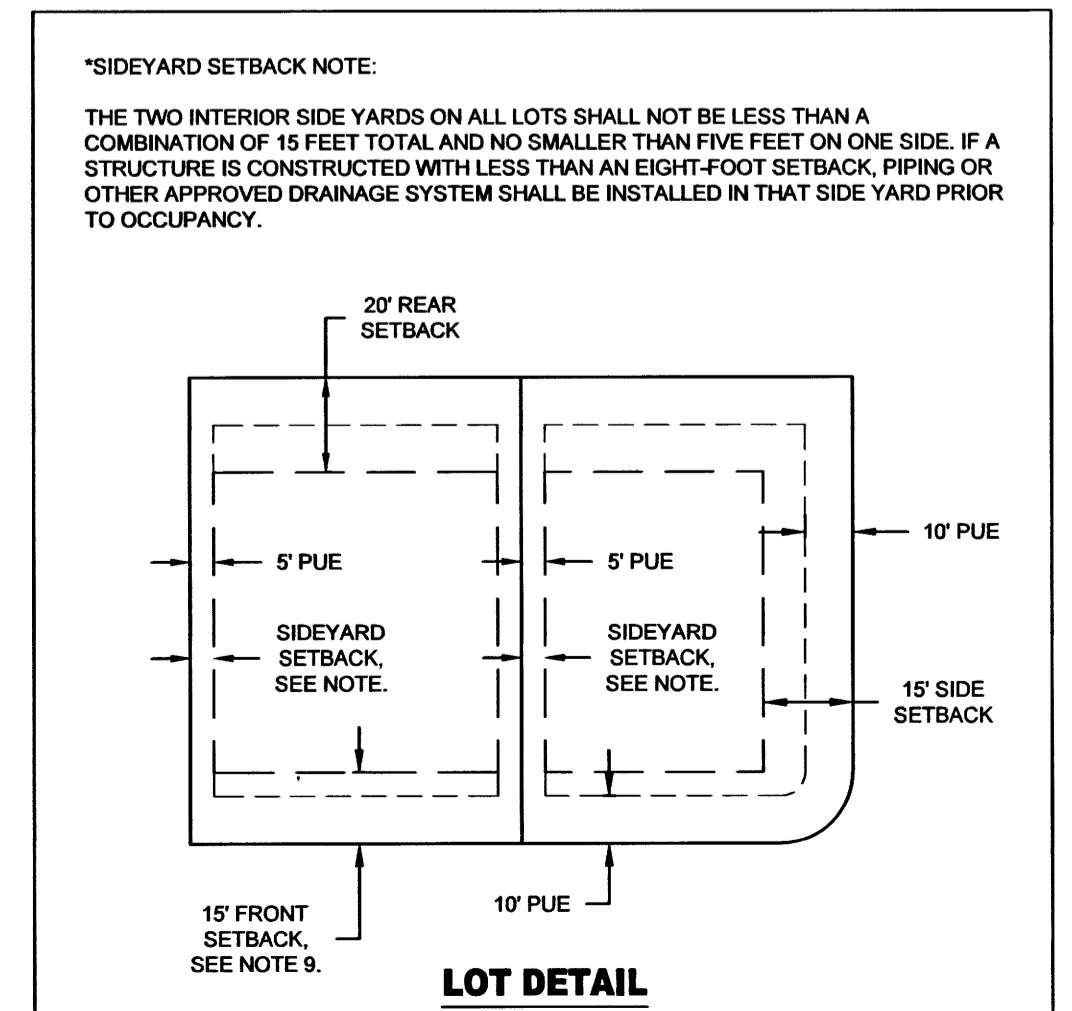 *SIDEYARD SETBACK NOTE:
THE TWO INTERIOR SIDE YARDS ON ALL LOTS SHALL NOT BE LESS THAN A
COMBINATION OF 15 FEET TOTAL AND NO SMALLER THAN FIVE FEET ON ONE SIDE. IF A
STRUCTURE IS CONSTRUCTED WITH LESS THAN AN EIGHT-FOOT SETBACK, PIPING OR
OTHER APPROVED DRAINAGE SYSTEM SHALL BE INSTALLED IN THAT SIDE YARD PRIOR
TO OCCUPANCY.
20' REAR
SETBACK
10' PUE
5' PUE
5' PUE
SIDEYARD
SETBACK,
SEE NOTE.
SIDEYARD
SETBACK,
SEE NOTE.
15' SIDE
SETBACK
15' FRONT
SETBACK,
SEE NOTE 9.
10' PUE
LOT DETAIL